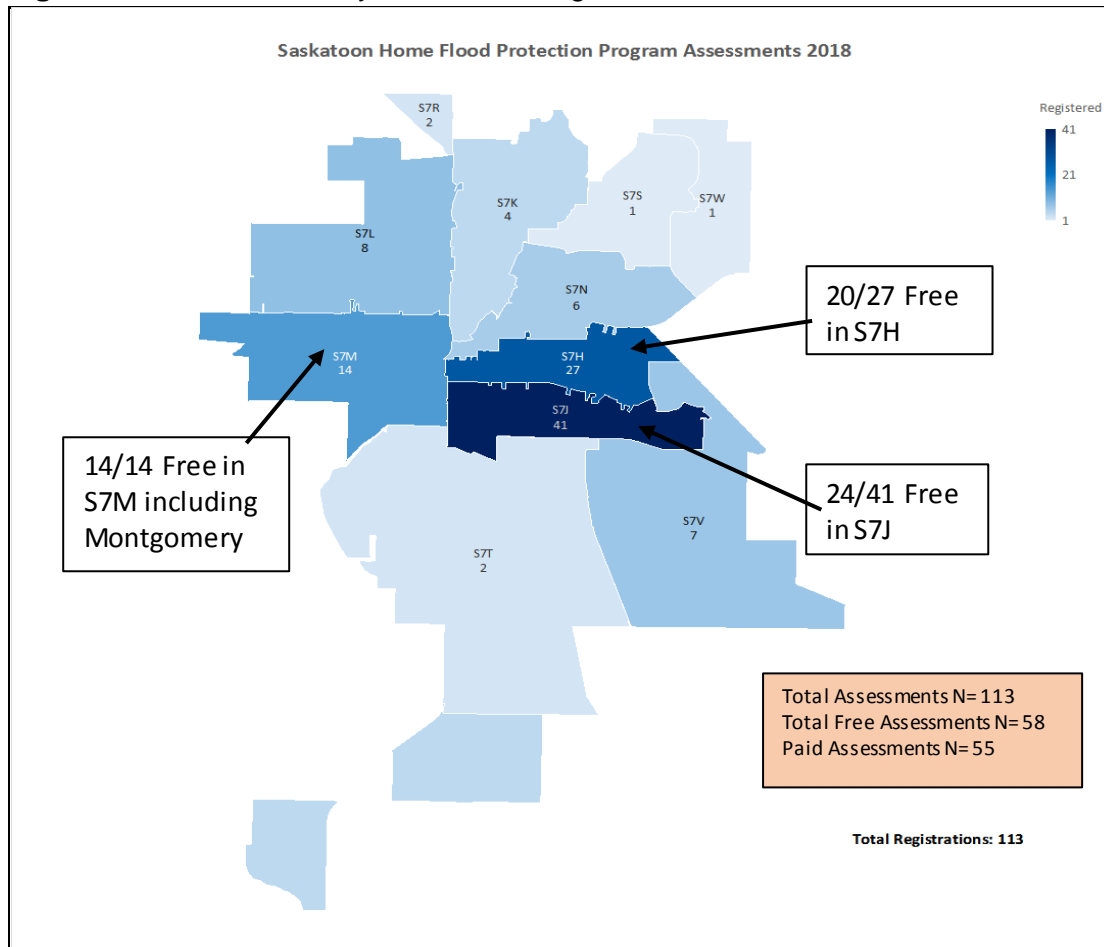 Saskatoon Home Flood Protection Program Assessments 2018
Registered
41
21
1
S7R
2
S7K
4
S7S
1
S7W
1
S7L
8
S7N
6
20/27 Free
in S7H
S7M
14
S7H
27
S7J
41
14/14 Free in
S7M including
Montgomery
24/41 Free
in S7J
S7V
7
S7T
2
Total Assessments N= 113
Total Free Assessments N= 58
Paid Assessments N= 55
Total Registrations: 113